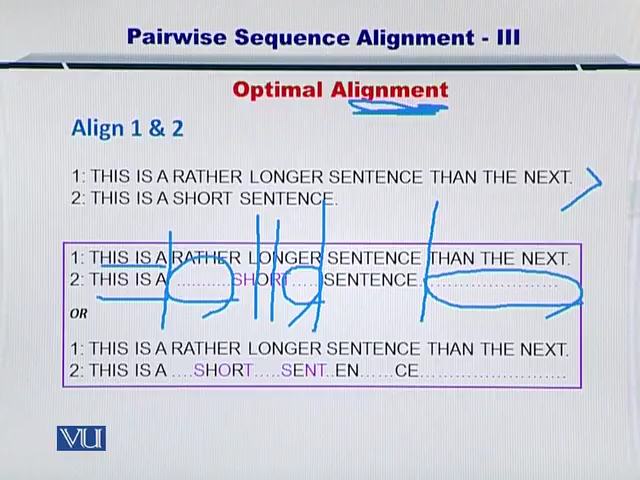 Pairwise Sequence Alignment - III
Optimal Alignment
Align 1 & 2
1: THIS IS A RATHER LONGER SENTENCE THAN THE NEXT.
2: THIS IS A SHORT SENTENCE.
1: THIS IS A RATHER LONGER SENTENCE THAN THE NEXT.
2: THIS IS A ..........SHORT......SENTENCE..........................
OR
1: THIS IS A RATHER LONGER SENTENCE THAN THE NEXT.
2: THIS IS A ....SHORT.....SENT.EN......CE..........................
VU